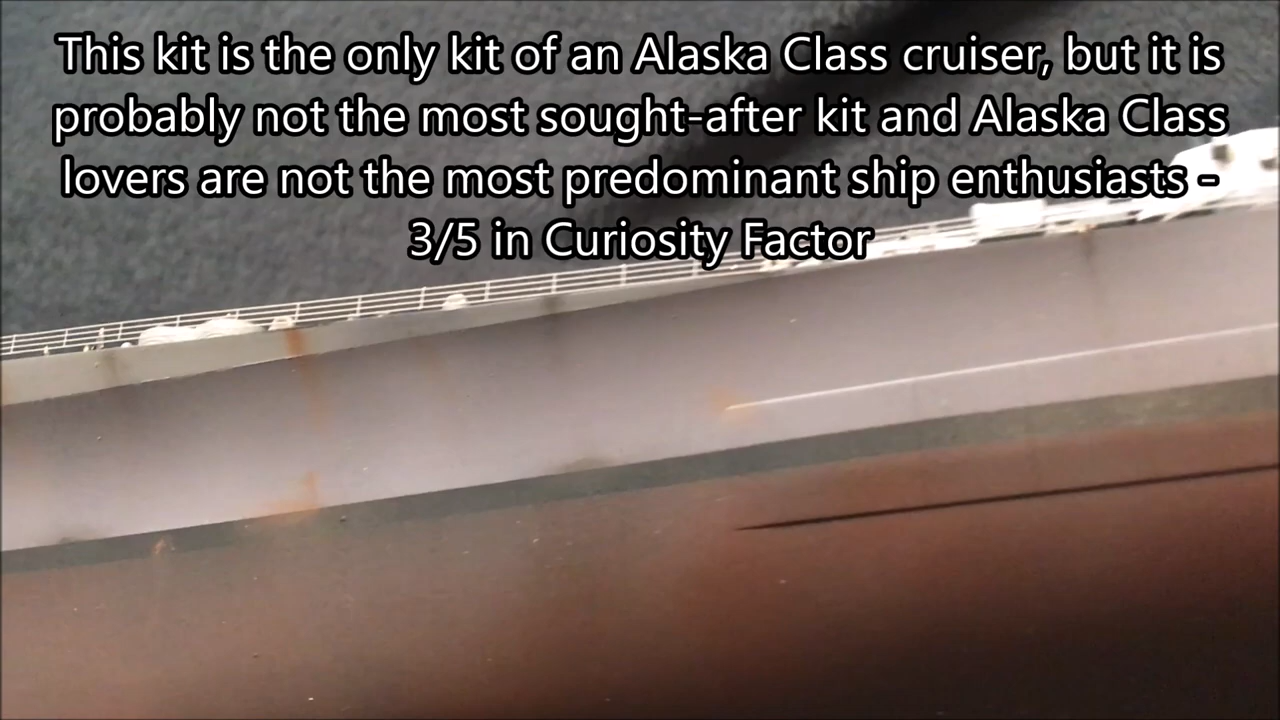 This kit is the only kit of an Alaska Class cruiser, but it is
probably not the most sought-after kit and Alaska Class
lovers are not the most predominant ship enthusiasts -
3/5 in Curiosity Factor